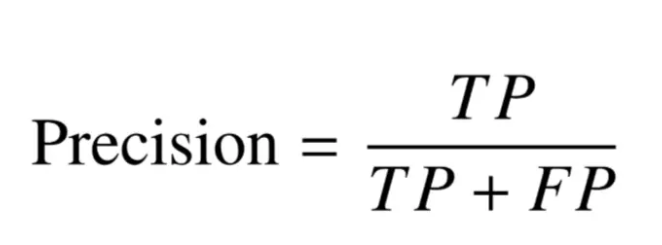 Precision = TP / TP + FP